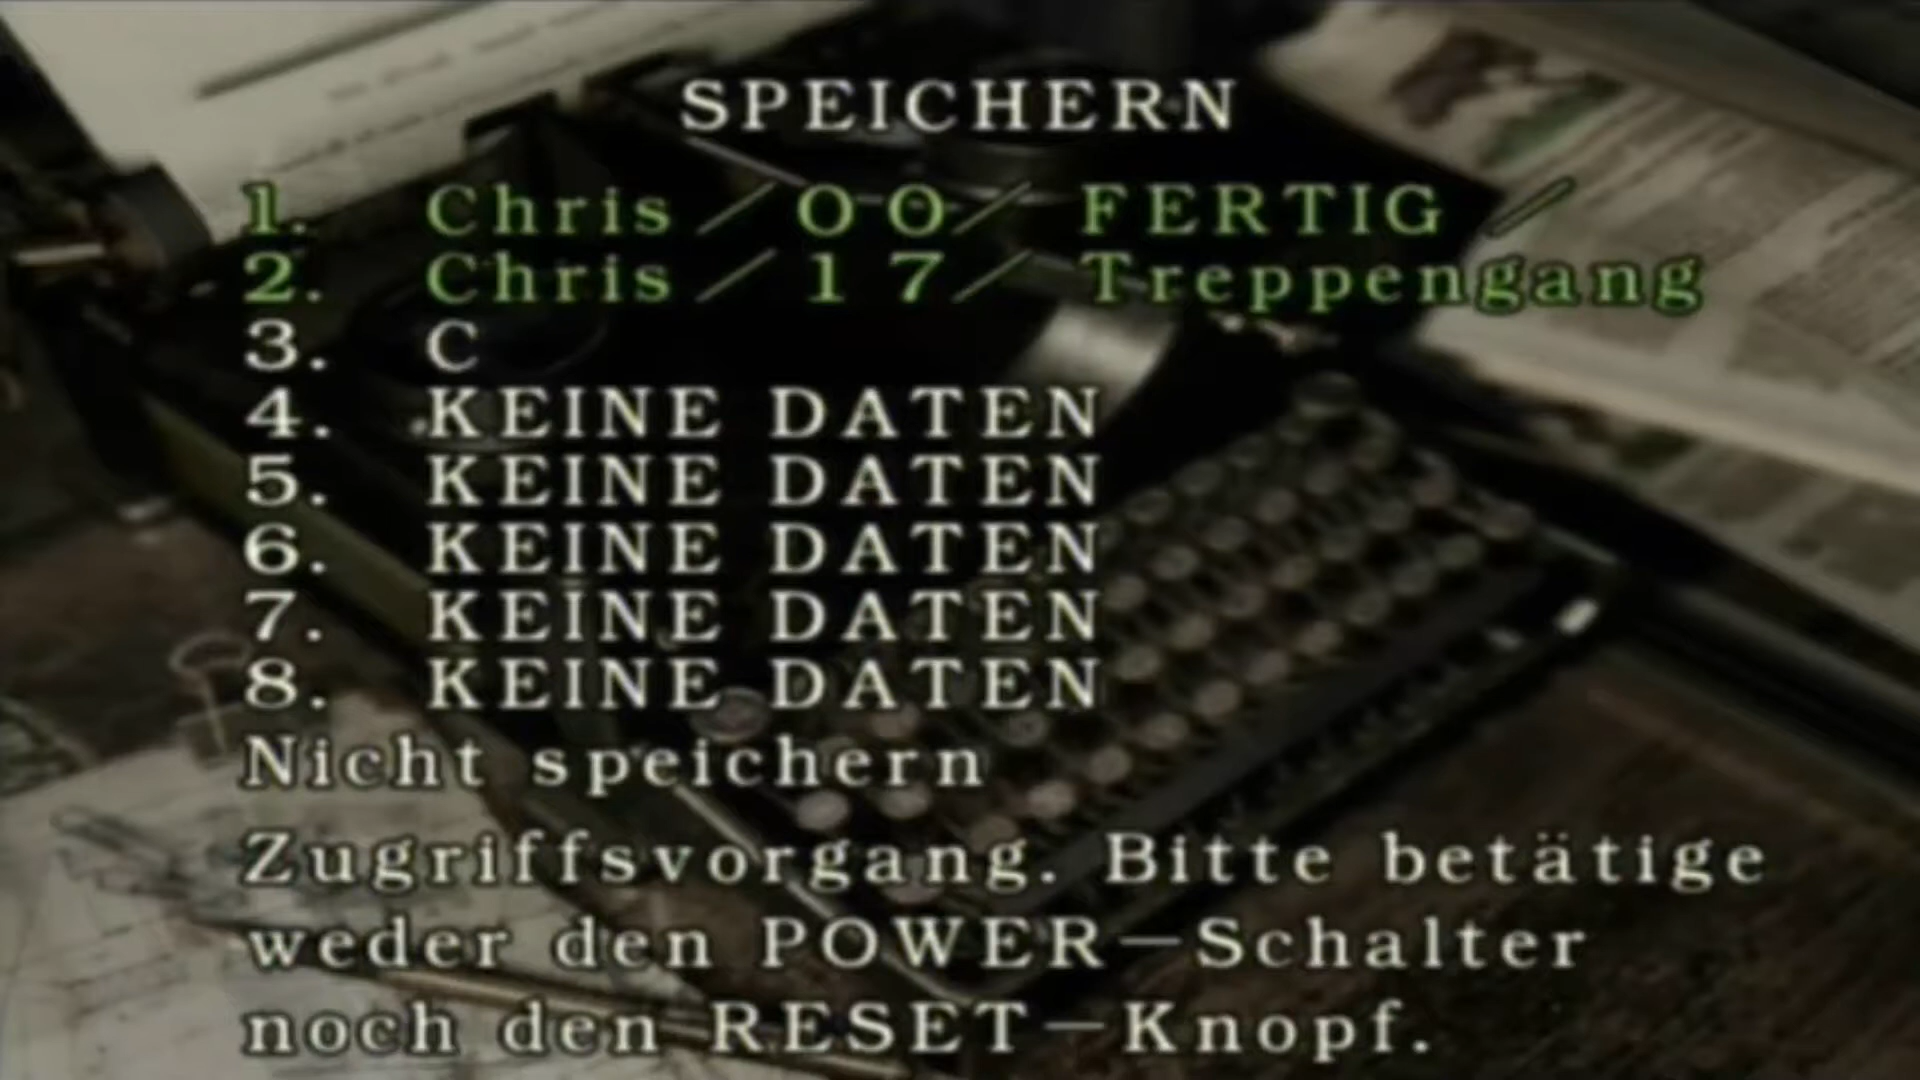 SPEICHERN
1. Chris/00/ FERTIG /
2. Chris/17/ Treppengang
3. C
4. KEINE DATEN
5. KEINE DATEN
6. KEINE DATEN
7. KEINE DATEN
8. KEINE DATEN
Nicht speichern
Zugriffsvorgang. Bitte betätige
weder den POWER-Schalter
noch den RESET-Knopf.